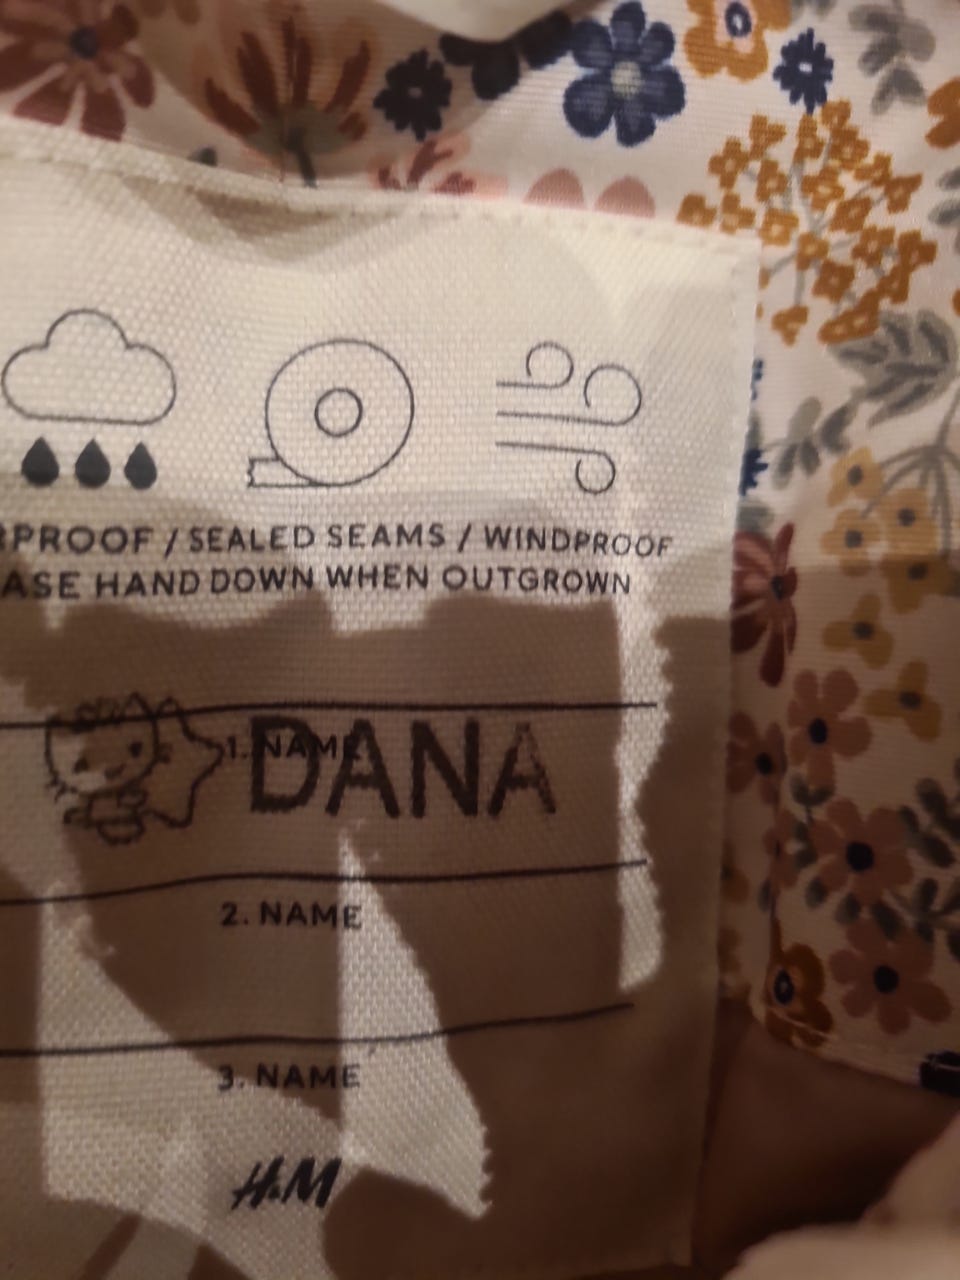 RPROOF / SEALED SEAMS / WINDPROOF
ASE HAND DOWN WHEN OUTGROWN
1. NAME
DANA
2. NAME
3. NAME
H&M